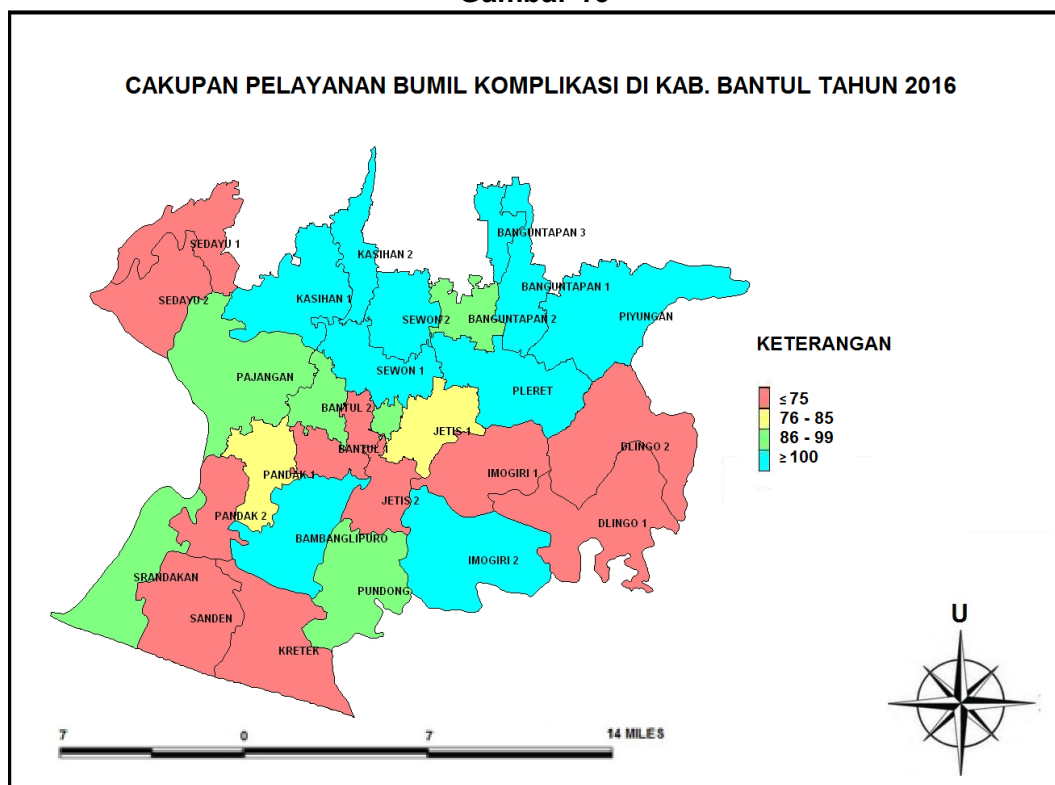 CAKUPAN PELAYANAN BUMIL KOMPLIKASI DI KAB. BANTUL TAHUN 2016
SEDAYU 1
SEDAYU 2
KASIHAN 2
KASIHAN 1
BANGUNTAPAN 3
BANGUNTAPAN 1
SEWON 2
BANGUNTAPAN 2
PIYUNGAN
SEWON 1
PAJANGAN
PLERET
BANTUL 2
JETIS 1
BANTUL 1
DLINGO 2
PANDAK 1
IMOGIRI 1
JETIS 2
PANDAK 2
DLINGO 1
BAMBANGLIPURO
IMOGIRI 2
SRANDAKAN
PUNDONG
SANDEN
KRETEK
KETERANGAN
≤ 75
76 - 85
86 - 99
≥ 100
U
7 0 7 14 MILES